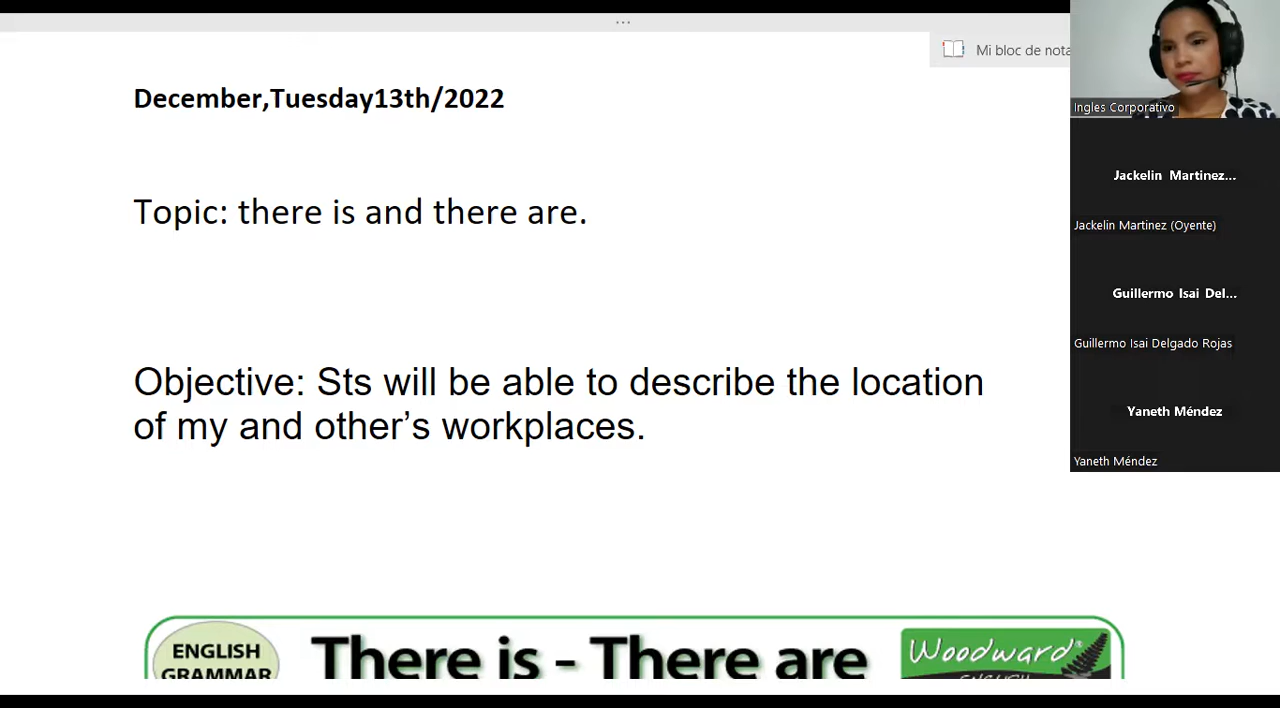 ...
Mi bloc de nota
December,Tuesday13th/2022
Topic: there is and there are.
Objective: Sts will be able to describe the location
of my and other’s workplaces.
ENGLISH
GRAMMAR
There is - There are
Woodward®
ENGLISH
Ingles Corporativo
Jackelin Martinez...
Jackelin Martinez (Oyente)
Guillermo Isai Del...
Guillermo Isai Delgado Rojas
Yaneth Méndez
Yaneth Méndez